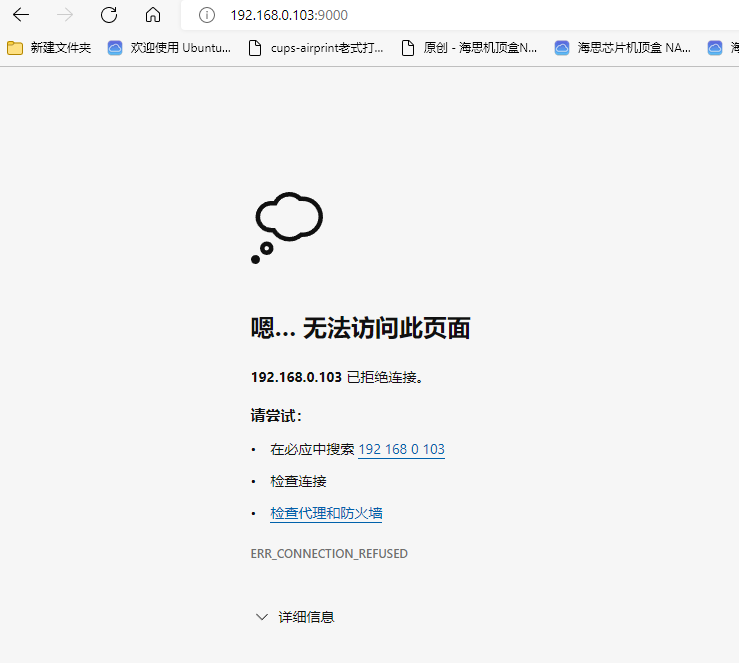 192.168.0.103:9000
新建文件夹 欢迎使用 Ubuntu... cups-airprint老式打... 原创 - 海思机顶盒N... 海思芯片机顶盒 NA...
嗯... 无法访问此页面
192.168.0.103 已拒绝连接。
请尝试:
• 在必应中搜索 192 168 0 103
• 检查连接
• 检查代理和防火墙
ERR_CONNECTION_REFUSED
详细信息